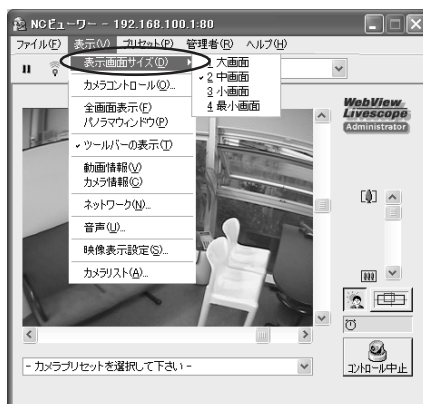 NCビューワー - 192.168.100.1:80
ファイル(F) 表示(V) プリセット(P) 管理者(R) ヘルプ(H)
表示画面サイズ(D)
1 大画面
2 中画面
3 小画面
4 最小画面
カメラコントロール(O)...
全画面表示(F)
パノラマウィンドウ(P)
ツールバーの表示(T)
動画情報(V)
カメラ情報(C)
ネットワーク(N)...
音声(U)...
映像表示設定(S)...
カメラリスト(A)...
WebView
Livescope
Administrator
- カメラプリセットを選択して下さい -
コントロール中止